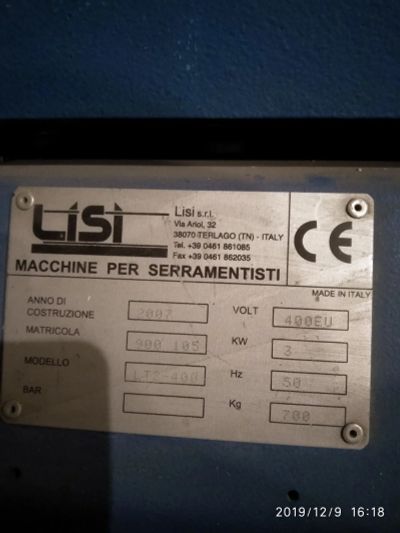 LISI
Lisi s.r.l.
Via Ariol, 32
38070 TERLAGO (TN) - ITALY
Tel. +39 0461 861085
Fax +39 0461 862035
CE
MACCHINE PER SERRAMENTISTI
MADE IN ITALY
ANNO DI COSTRUZIONE 2007 VOLT 400EU
MATRICOLA 900 105 KW 3
MODELLO LT2-400 Hz 50
BAR Kg 700
2019/12/9 16:18